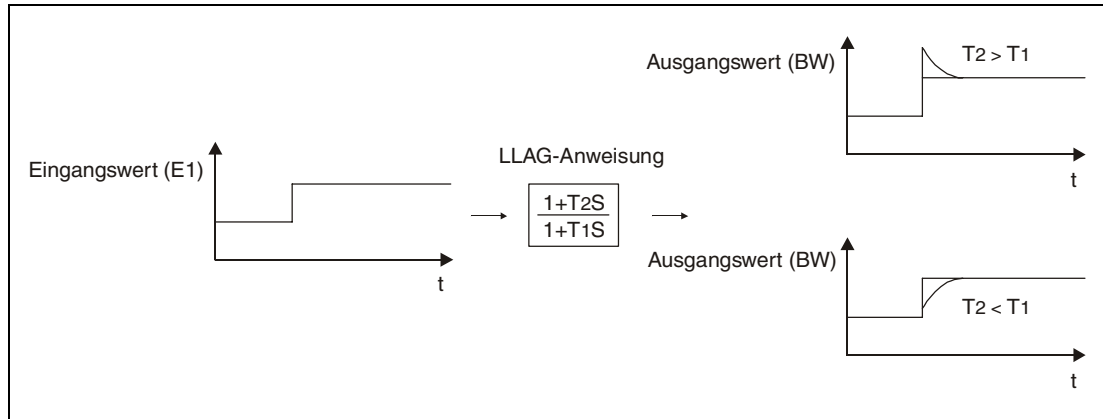 Eingangswert (E1)
t
LLAG-Anweisung
1+T2S
1+T1S
Ausgangswert (BW)
T2 > T1
t
Ausgangswert (BW)
T2 < T1
t